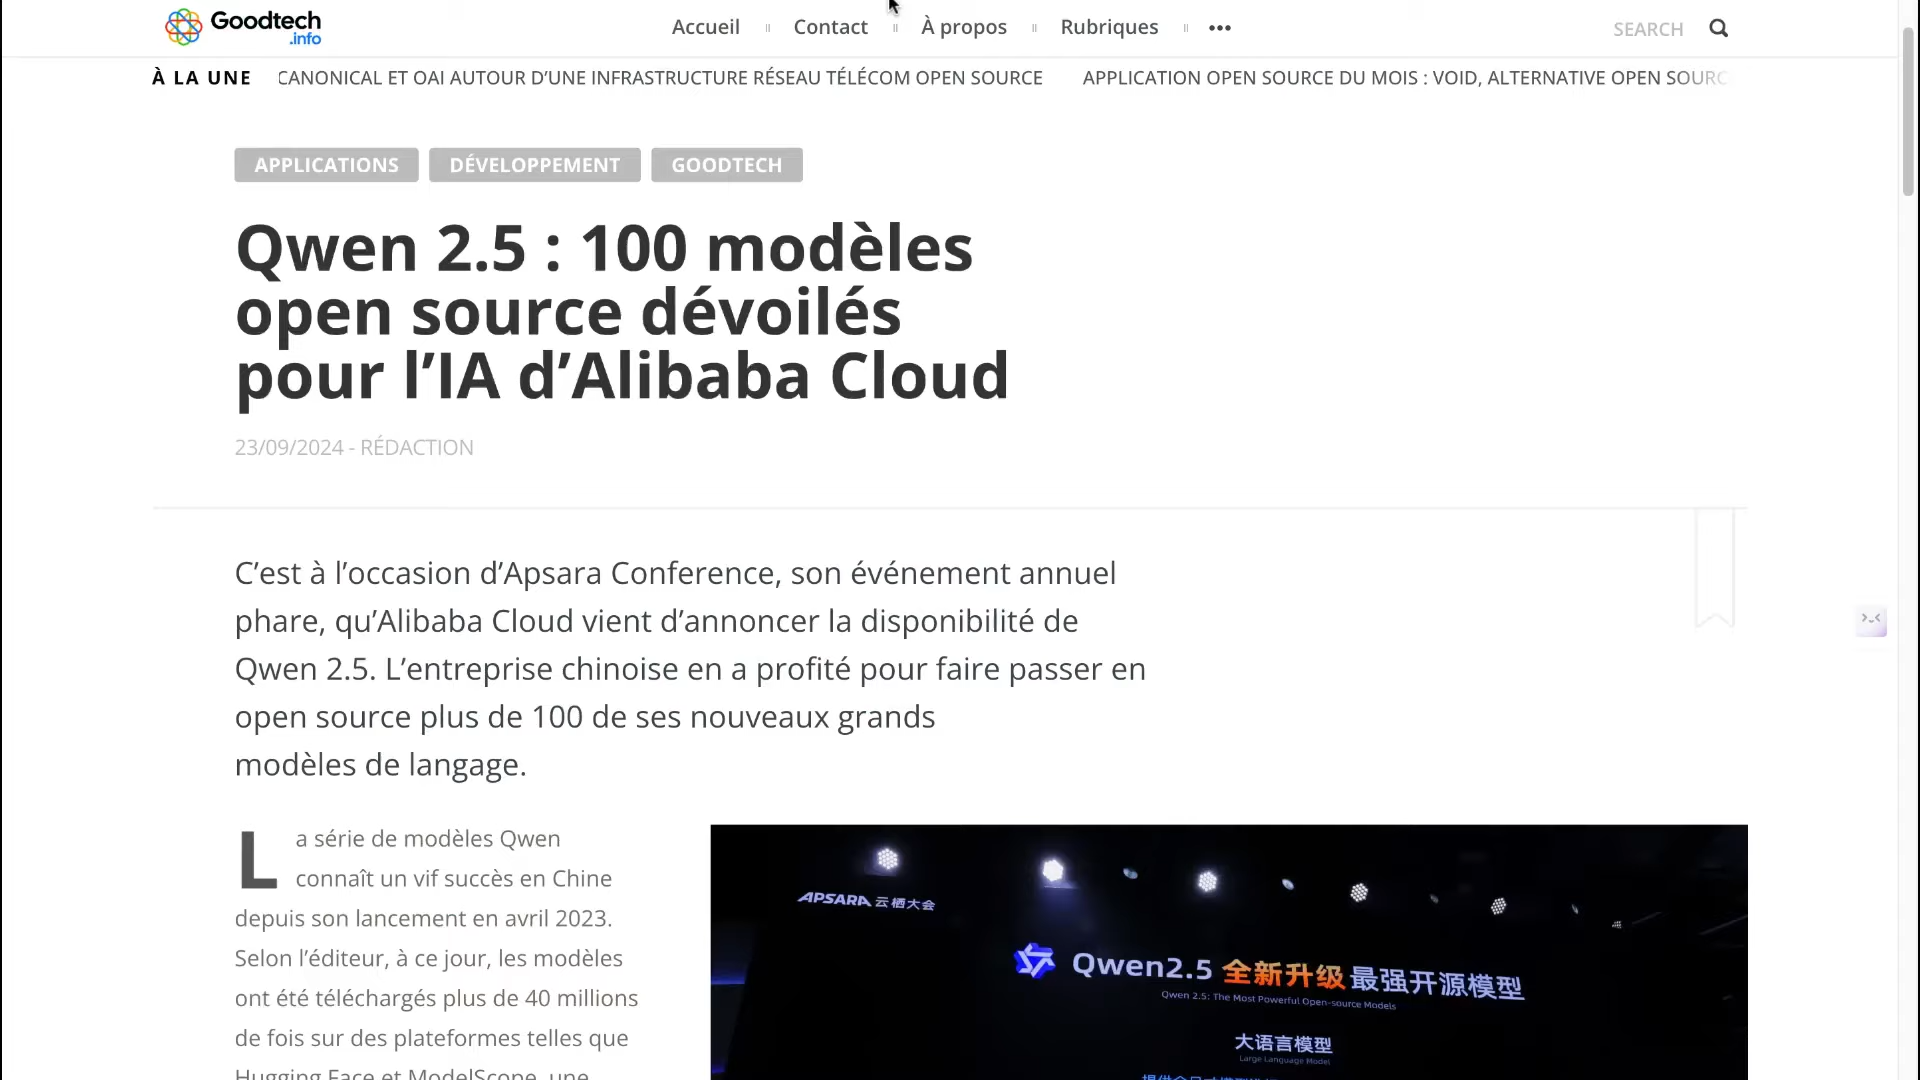 Goodtech
.info
Accueil
Contact
À propos
Rubriques
SEARCH
À LA UNE
CANONICAL ET OAI AUTOUR D’UNE INFRASTRUCTURE RÉSEAU TÉLÉCOM OPEN SOURCE
APPLICATION OPEN SOURCE DU MOIS : VOID, ALTERNATIVE OPEN SOURC
APPLICATIONS
DÉVELOPPEMENT
GOODTECH
Qwen 2.5 : 100 modèles
open source dévoilés
pour l’IA d’Alibaba Cloud
23/09/2024 - RÉDACTION
C’est à l’occasion d’Apsara Conference, son événement annuel
phare, qu’Alibaba Cloud vient d’annoncer la disponibilité de
Qwen 2.5. L’entreprise chinoise en a profité pour faire passer en
open source plus de 100 de ses nouveaux grands
modèles de langage.
La série de modèles Qwen
connaît un vif succès en Chine
depuis son lancement en avril 2023.
Selon l’éditeur, à ce jour, les modèles
ont été téléchargés plus de 40 millions
de fois sur des plateformes telles que
Hugging Face et ModelScope, une
APSARA 云栖大会
Qwen2.5 全新升级 最强开源模型
Qwen 2.5: The Most Powerful Open-source Models
大语言模型
Large Language Model